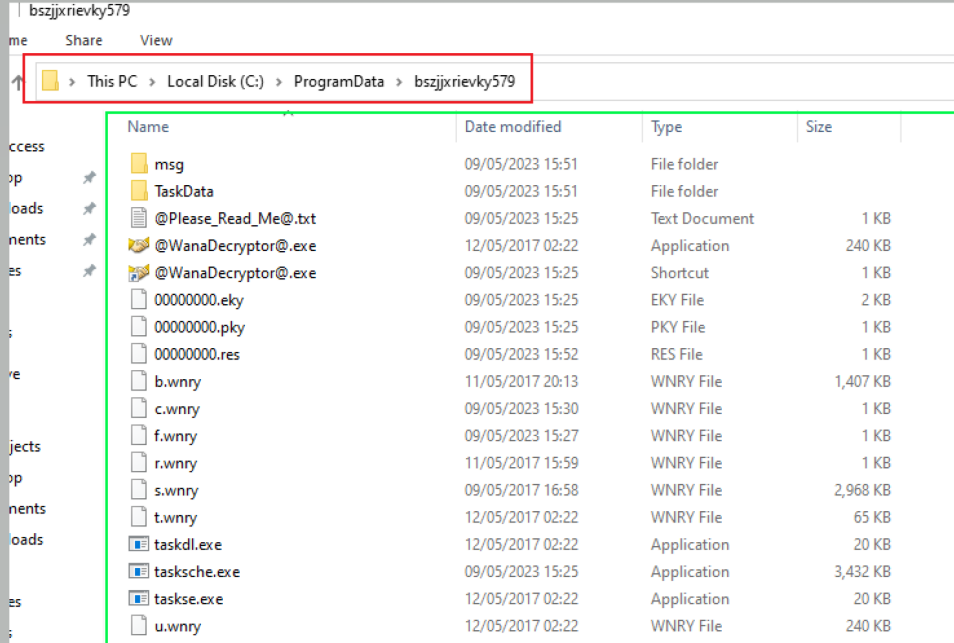 bszjjxrievky579
me Share View
This PC > Local Disk (C:) > ProgramData > bszjjxrievky579
Name Date modified Type Size
ccess
msg 09/05/2023 15:51 File folder
op
TaskData 09/05/2023 15:51 File folder
loads
@Please_Read_Me@.txt 09/05/2023 15:25 Text Document 1 KB
ments
@WanaDecryptor@.exe 12/05/2017 02:22 Application 240 KB
es
@WanaDecryptor@.exe 09/05/2023 15:25 Shortcut 1 KB
00000000.eky 09/05/2023 15:25 EKY File 2 KB
00000000.pky 09/05/2023 15:25 PKY File 1 KB
00000000.res 09/05/2023 15:52 RES File 1 KB
ve
b.wnry 11/05/2017 20:13 WNRY File 1,407 KB
c.wnry 09/05/2023 15:30 WNRY File 1 KB
f.wnry 09/05/2023 15:27 WNRY File 1 KB
jects
r.wnry 11/05/2017 15:59 WNRY File 1 KB
op
s.wnry 09/05/2017 16:58 WNRY File 2,968 KB
ments
t.wnry 12/05/2017 02:22 WNRY File 65 KB
loads
taskdl.exe 12/05/2017 02:22 Application 20 KB
tasksche.exe 09/05/2023 15:25 Application 3,432 KB
es
taskse.exe 12/05/2017 02:22 Application 20 KB
u.wnry 12/05/2017 02:22 WNRY File 240 KB